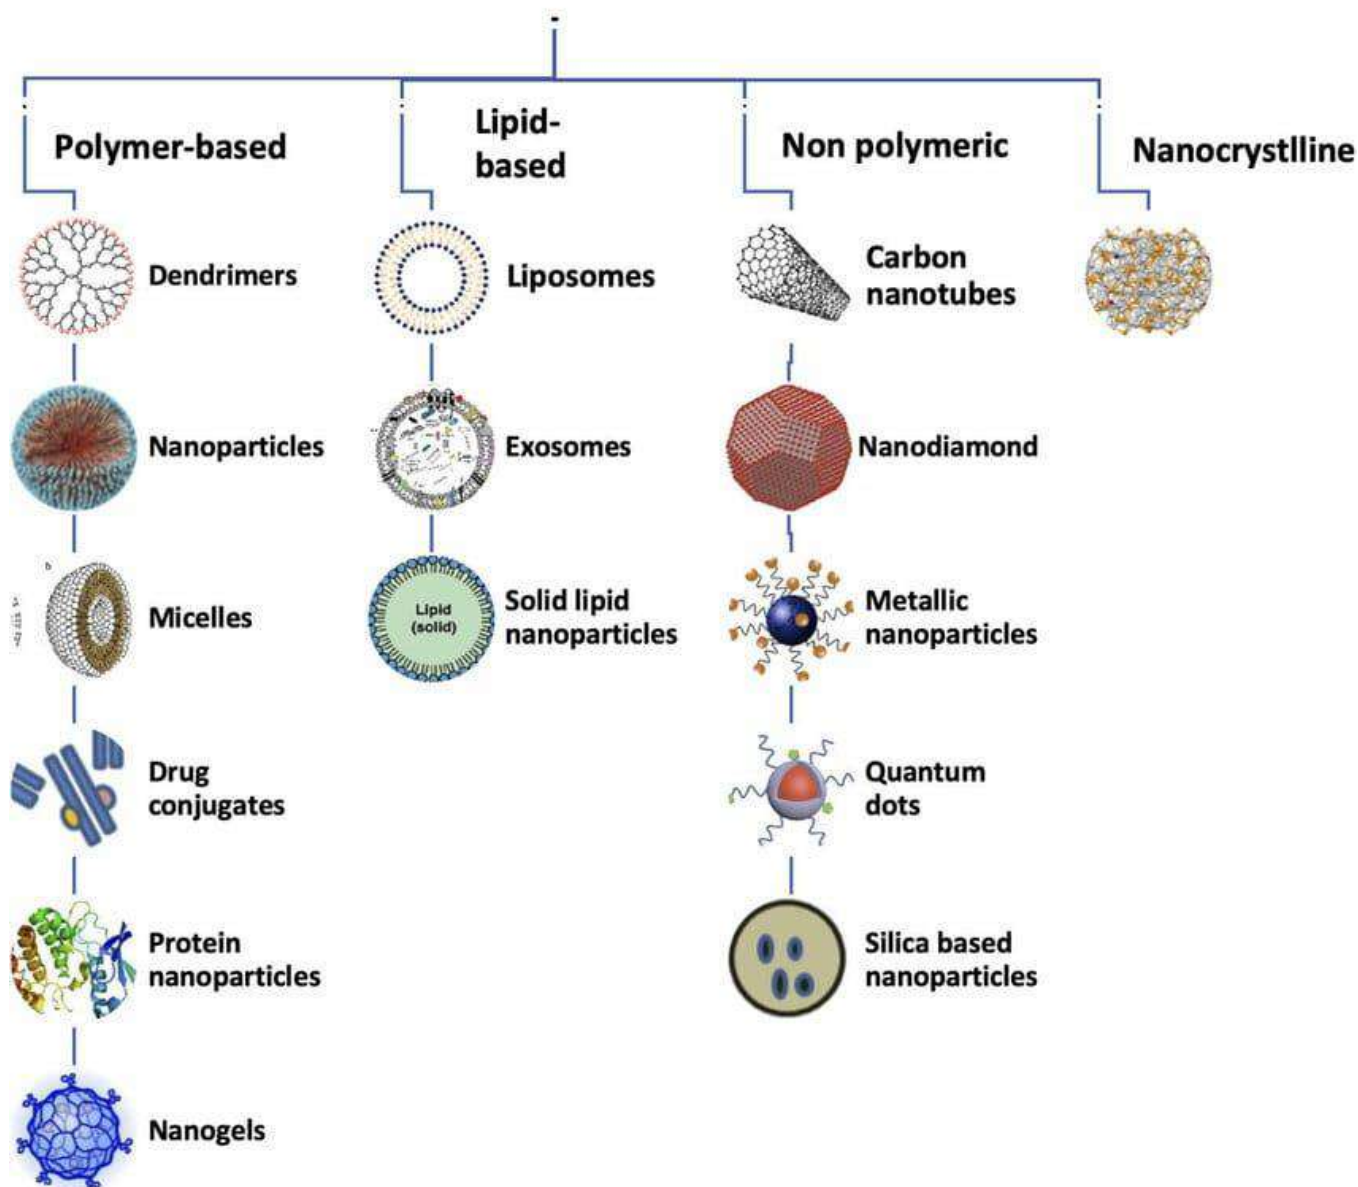 Polymer-based
Lipid-
based
Non polymeric
Nanocrystlline
Dendrimers
Nanoparticles
b
Micelles
Drug
conjugates
Protein
nanoparticles
Nanogels
Liposomes
Exosomes
Lipid
(solid)
Solid lipid
nanoparticles
Carbon
nanotubes
Nanodiamond
Metallic
nanoparticles
Quantum
dots
Silica based
nanoparticles